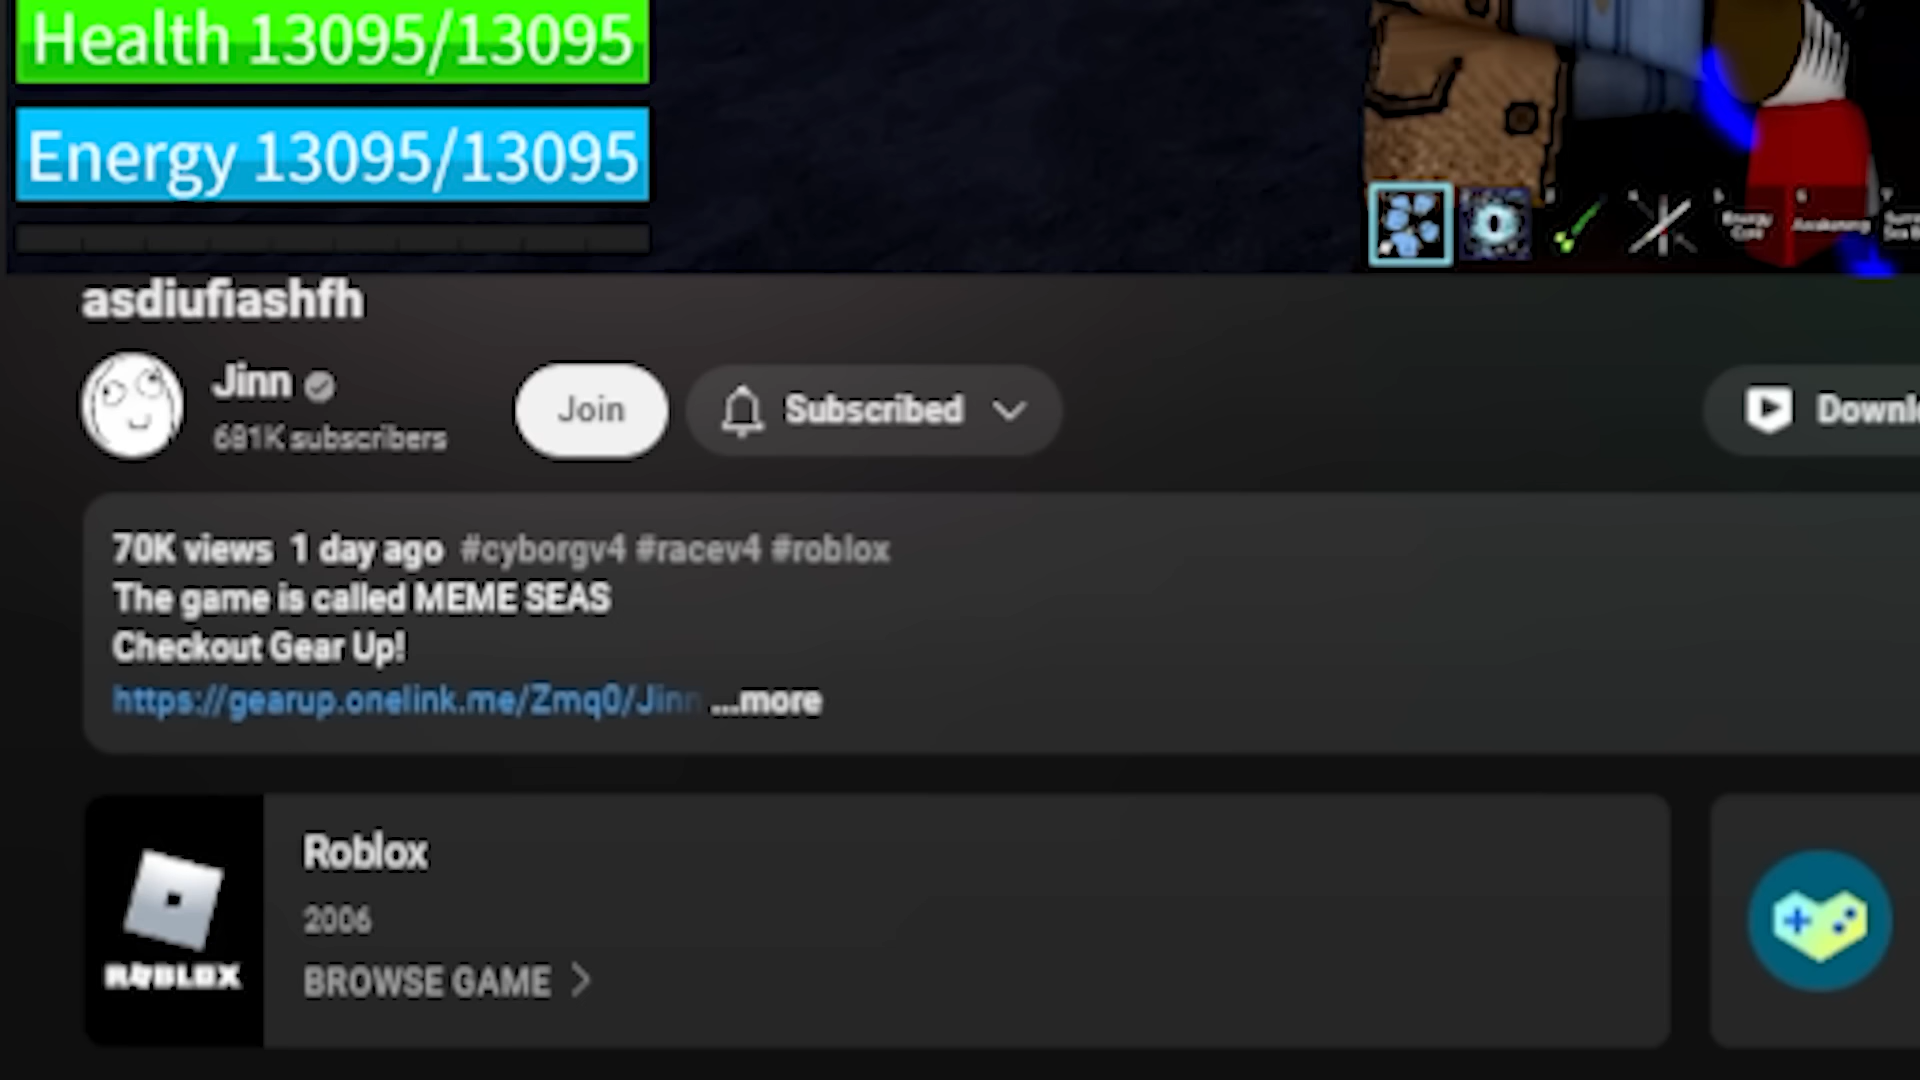 Health 13095/13095
Energy 13095/13095
asdiufiashfh
Jinn
681K subscribers
Join
Subscribed
70K views 1 day ago #cyborgv4 #racev4 #roblox
The game is called MEME SEAS
Checkout Gear Up!
https://gearup.onelink.me/Zmq0/Jinn ...more
Roblox
2006
BROWSE GAME
ROBLOX